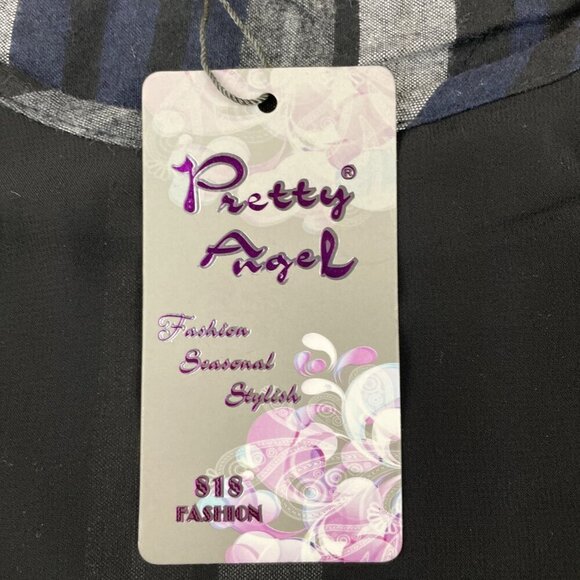 Pretty®
Angel
Fashion
Seasonal
Stylish
818
FASHION